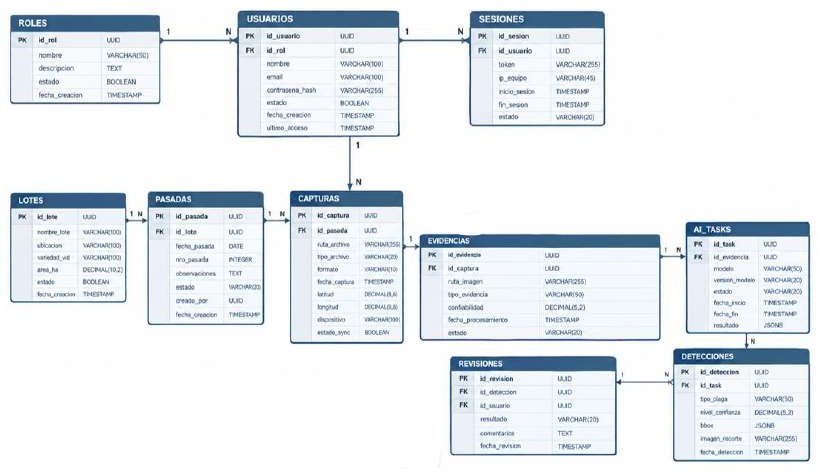 ROLES
PK id_rol UUID
nombre VARCHAR(50)
descripcion TEXT
estado BOOLEAN
fecha_creacion TIMESTAMP
1 N
USUARIOS
PK id_usuario UUID
FK id_rol UUID
nombre VARCHAR(100)
email VARCHAR(100)
contrasena_hash VARCHAR(255)
estado BOOLEAN
fecha_creacion TIMESTAMP
ultimo_acceso TIMESTAMP
1 N
SESIONES
PK id_sesion UUID
FK id_usuario UUID
token VARCHAR(255)
ip_equipo VARCHAR(45)
inicio_sesion TIMESTAMP
fin_sesion TIMESTAMP
estado VARCHAR(20)
1
N
LOTES
PK id_lote UUID
nombre_lote VARCHAR(100)
ubicacion VARCHAR(100)
variedad_vid VARCHAR(100)
area_ha DECIMAL(10,2)
estado BOOLEAN
fecha_creacion TIMESTAMP
1 N
PASADAS
PK id_pasada UUID
FK id_lote UUID
fecha_pasada DATE
nro_pasada INTEGER
observaciones TEXT
estado VARCHAR(20)
creado_por UUID
fecha_creacion TIMESTAMP
1 N
CAPTURAS
PK id_captura UUID
FK id_pasada UUID
ruta_archivo VARCHAR(255)
tipo_archivo VARCHAR(20)
formato VARCHAR(10)
fecha_captura TIMESTAMP
latitud
longitud
dispositivo VARCHAR(100)
estado_sync BOOLEAN
1
EVIDENCIAS
PK id_evidencia UUID
FK id_captura UUID
ruta_imagen VARCHAR(255)
tipo_evidencia VARCHAR(50)
confiabilidad DECIMAL(5,2)
fecha_procesamiento TIMESTAMP
estado VARCHAR(20)
1 N
AI_TASKS
PK id_task UUID
FK id_evidencia UUID
modelo VARCHAR(50)
version_modelo VARCHAR(20)
estado VARCHAR(20)
fecha_inicio TIMESTAMP
fecha_fin TIMESTAMP
resultado JSONB
N
REVISIONES
PK id_revision UUID
FK id_deteccion UUID
FK id_usuario UUID
resultado VARCHAR(20)
comentarios TEXT
fecha_revision TIMESTAMP
1 N
DETECCIONES
PK id_deteccion UUID
FK id_task UUID
tipo_plaga VARCHAR(50)
nivel_confianza DECIMAL(5,2)
bbox JSONB
imagen_recorte VARCHAR(255)
fecha_deteccion TIMESTAMP